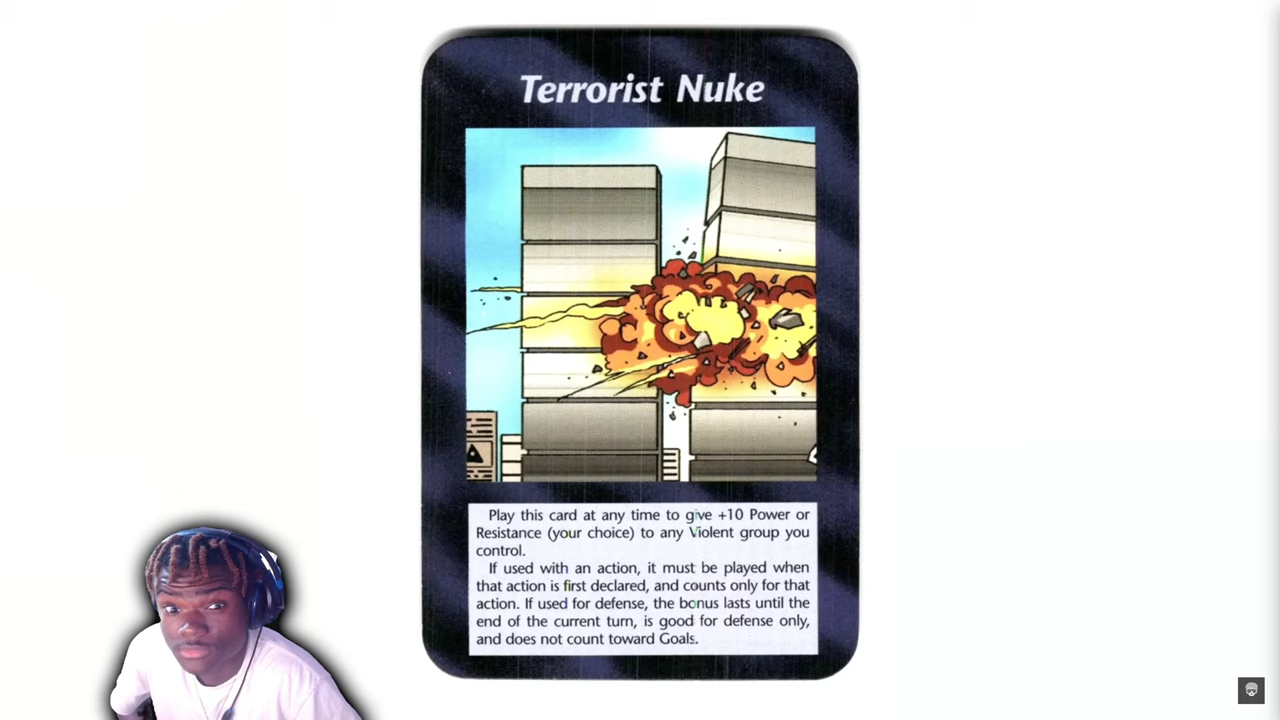 Terrorist Nuke
Play this card at any time to give +10 Power or
Resistance (your choice) to any Violent group you
control.
If used with an action, it must be played when
that action is first declared, and counts only for that
action. If used for defense, the bonus lasts until the
end of the current turn, is good for defense only,
and does not count toward Goals.